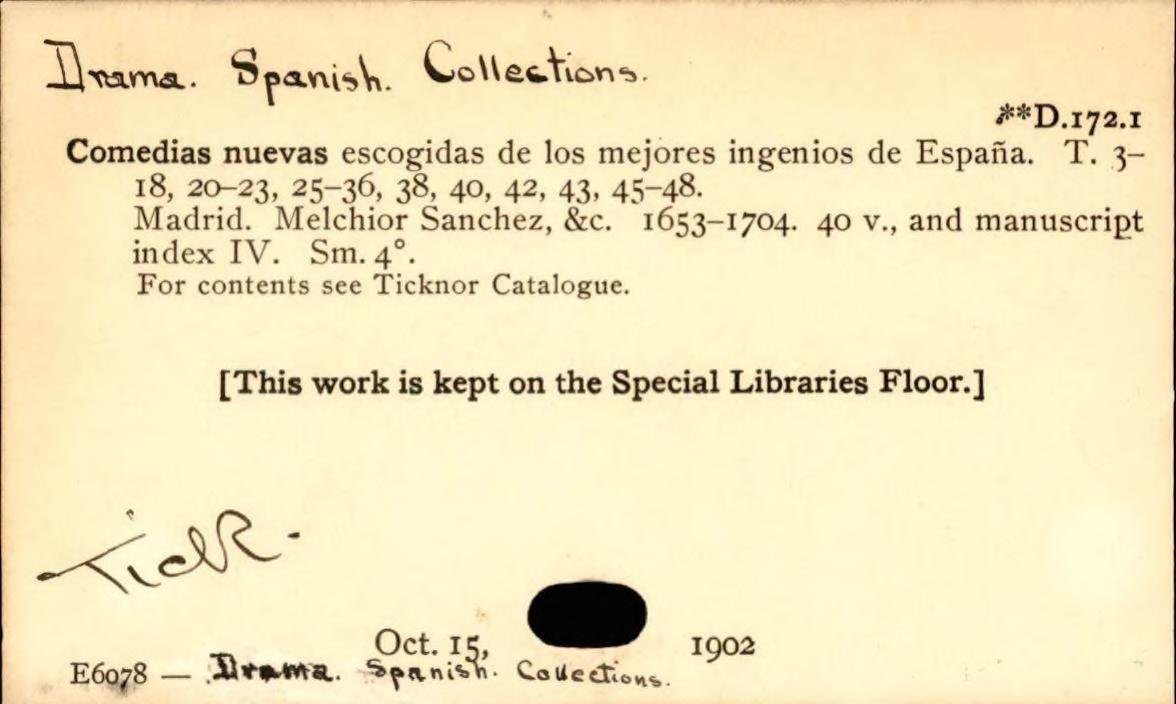 Drama. Spanish. Collections.
**D.172.1
Comedias nuevas escogidas de los mejores ingenios de España. T. 3–
18, 20–23, 25–36, 38, 40, 42, 43, 45–48.
Madrid. Melchior Sanchez, &c. 1653–1704. 40 v., and manuscript
index IV. Sm. 4°.
For contents see Ticknor Catalogue.
[This work is kept on the Special Libraries Floor.]
Tick.
Oct. 15, 1902
E6078 — Drama. Spanish. Collections.